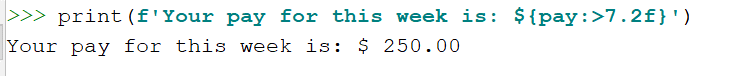 >>> print(f'Your pay for this week is: ${pay:>7.2f}')
Your pay for this week is: $ 250.00